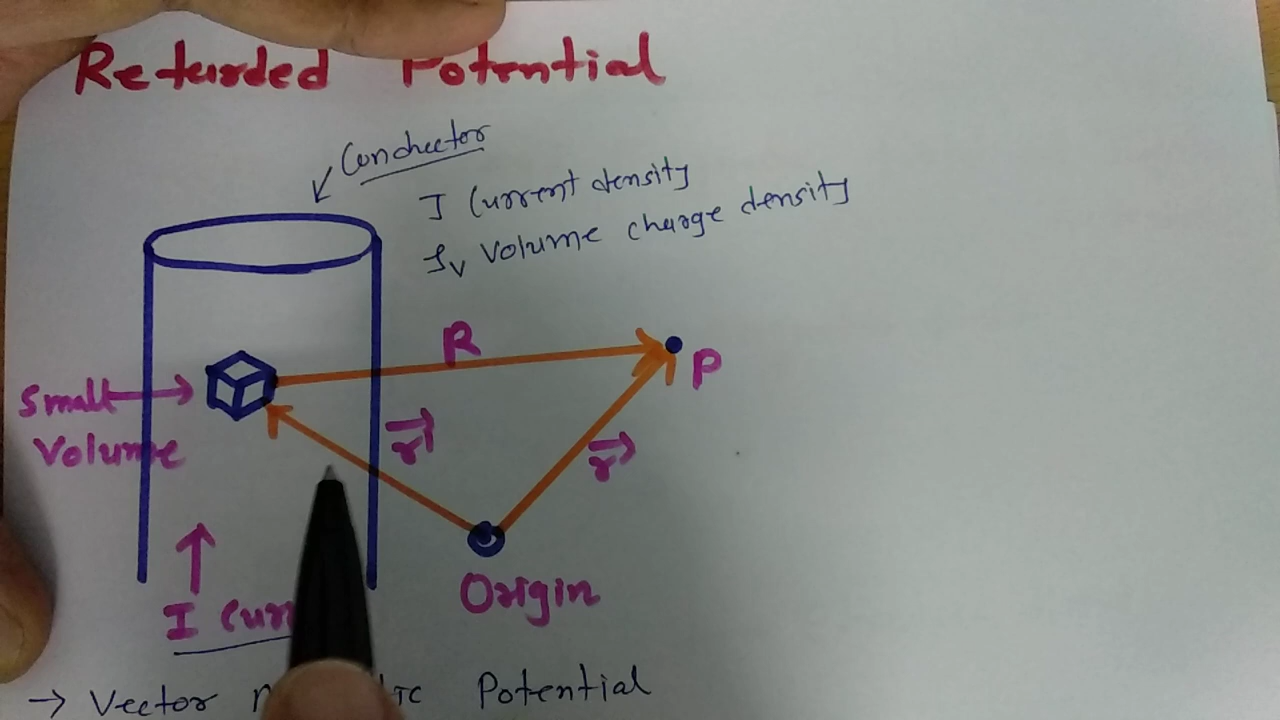 Retarded Potential
Conductor
J Current density
ρv Volume charge density
R
P
Small
Volume
r'
r
Origin
I
→ Vector Potential